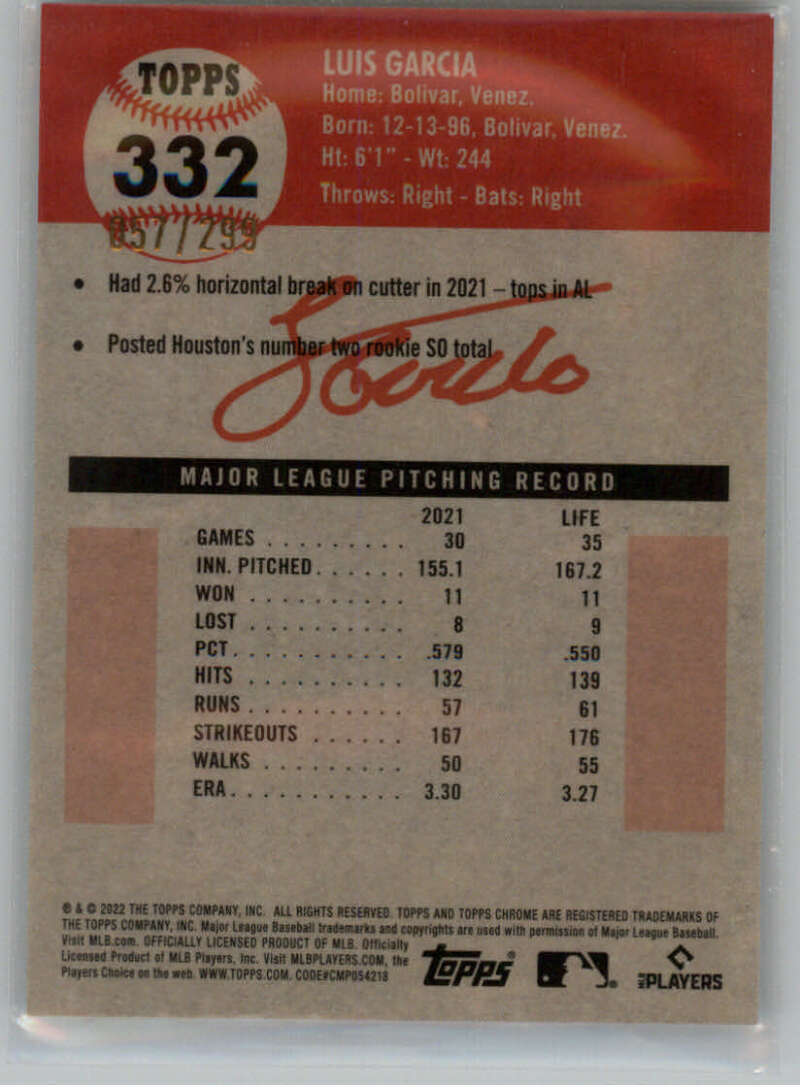 TOPPS
332
057/299
LUIS GARCIA
Home: Bolivar, Venez.
Born: 12-13-96, Bolivar, Venez.
Ht: 6'1" - Wt: 244
Throws: Right - Bats: Right
• Had 2.6% horizontal break on cutter in 2021 – tops in AL
• Posted Houston's number two rookie SO total
MAJOR LEAGUE PITCHING RECORD
2021 LIFE
GAMES . . . . . . . . . 30 35
INN. PITCHED . . . . . . 155.1 167.2
WON . . . . . . . . . . 11 11
LOST . . . . . . . . . . 8 9
PCT. . . . . . . . . . . .579 .550
HITS . . . . . . . . . . 132 139
RUNS . . . . . . . . . . 57 61
STRIKEOUTS . . . . . . 167 176
WALKS . . . . . . . . . 50 55
ERA. . . . . . . . . . . 3.30 3.27
® & © 2022 THE TOPPS COMPANY, INC. ALL RIGHTS RESERVED. TOPPS AND TOPPS CHROME ARE REGISTERED TRADEMARKS OF
THE TOPPS COMPANY, INC. Major League Baseball trademarks and copyrights are used with permission of Major League Baseball.
Visit MLB.com. OFFICIALLY LICENSED PRODUCT OF MLB. Officially
Licensed Product of MLB Players, Inc. Visit MLBPLAYERS.COM, the
Players Choice on the web. WWW.TOPPS.COM. CODE#CMP054218
topps®
MLB PLAYERS